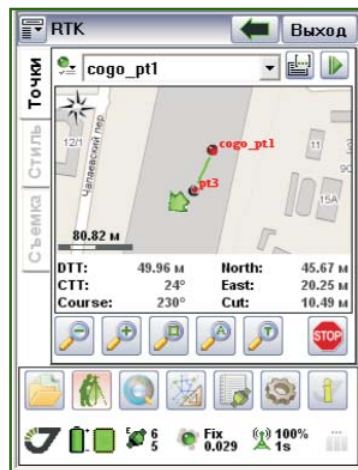 RTK
Выход
Точки
Стиль
Съемка
cogo_pt1
12/1
Чапаевский пер
cogo_pt1
11
pt3
15А
80.82 м
DTT: 49.96 м North: 45.67 м
CTT: 24° East: 20.25 м
Course: 230° Cut: 10.49 м
A
T
STOP
6 Fix 100%
5 0.029 1s